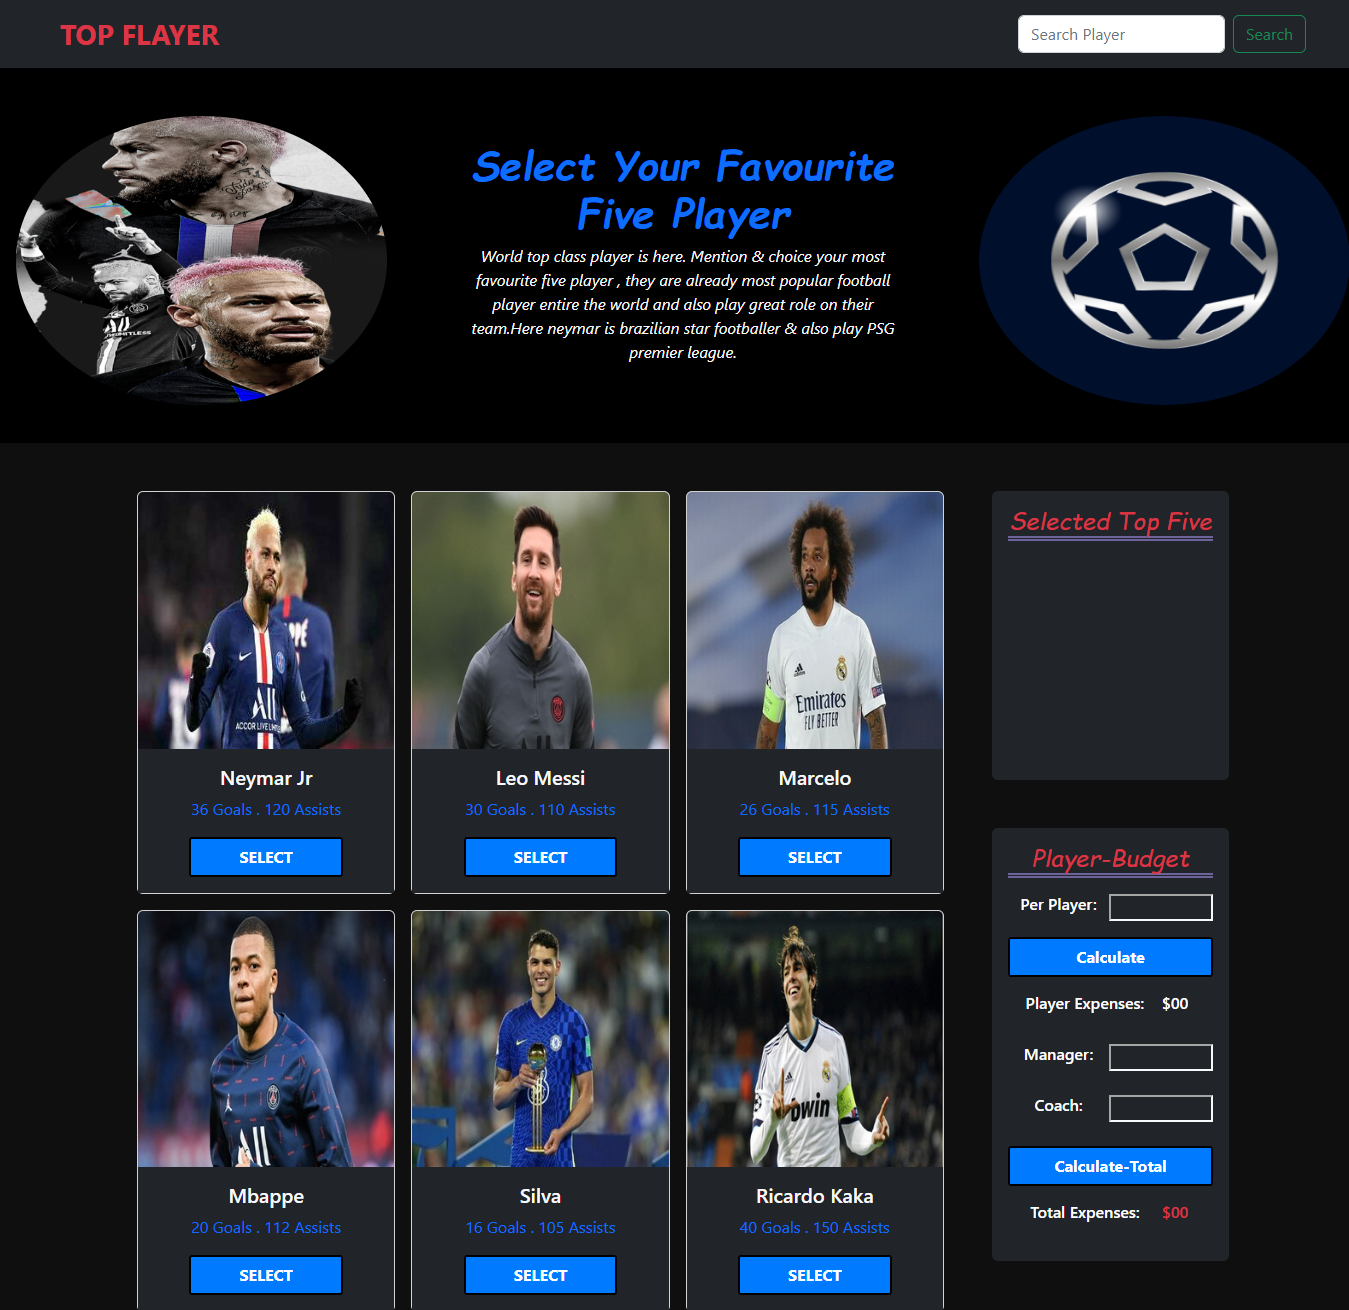 TOP FLAYER
Search Player
Search
Select Your Favourite
Five Player
World top class player is here. Mention & choice your most
favourite five player , they are already most popular football
player entire the world and also play great role on their
team.Here neymar is brazilian star footballer & also play PSG
premier league.
Neymar Jr
36 Goals . 120 Assists
SELECT
Leo Messi
30 Goals . 110 Assists
SELECT
Emirates
FLY BETTER
Marcelo
26 Goals . 115 Assists
SELECT
Mbappe
20 Goals . 112 Assists
SELECT
Silva
16 Goals . 105 Assists
SELECT
Ricardo Kaka
40 Goals . 150 Assists
SELECT
Selected Top Five
Player-Budget
Per Player:
Calculate
Player Expenses: $00
Manager:
Coach:
Calculate-Total
Total Expenses: $00